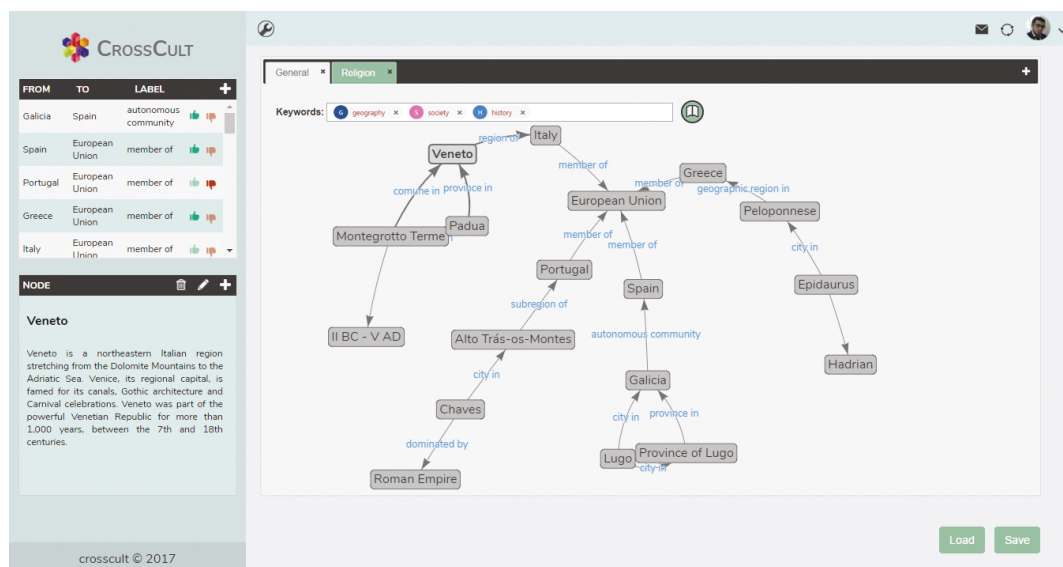 CROSSCULT
FROM TO LABEL +
Galicia Spain autonomous community
Spain European Union member of
Portugal European Union member of
Greece European Union member of
Italy European Union member of
NODE +
Veneto
Veneto is a northeastern Italian region
stretching from the Dolomite Mountains to the
Adriatic Sea. Venice, its regional capital, is
famed for its canals, Gothic architecture and
Carnival celebrations. Veneto was part of the
powerful Venetian Republic for more than
1,000 years, between the 7th and 18th
centuries.
crosscult © 2017
General × Religion × +
Keywords: G geography × S society × H history ×
region of Italy
Veneto
member of
Greece
member of
geographic region in
comune in province in
European Union
Peloponnese
Padua
Montegrotto Terme
member of
member of
city in
Portugal
Spain
Epidaurus
subregion of
II BC - V AD
Alto Trás-os-Montes
autonomous community
Hadrian
city in
Galicia
Chaves
city in province in
dominated by
Lugo Province of Lugo
city in
Roman Empire
Load Save